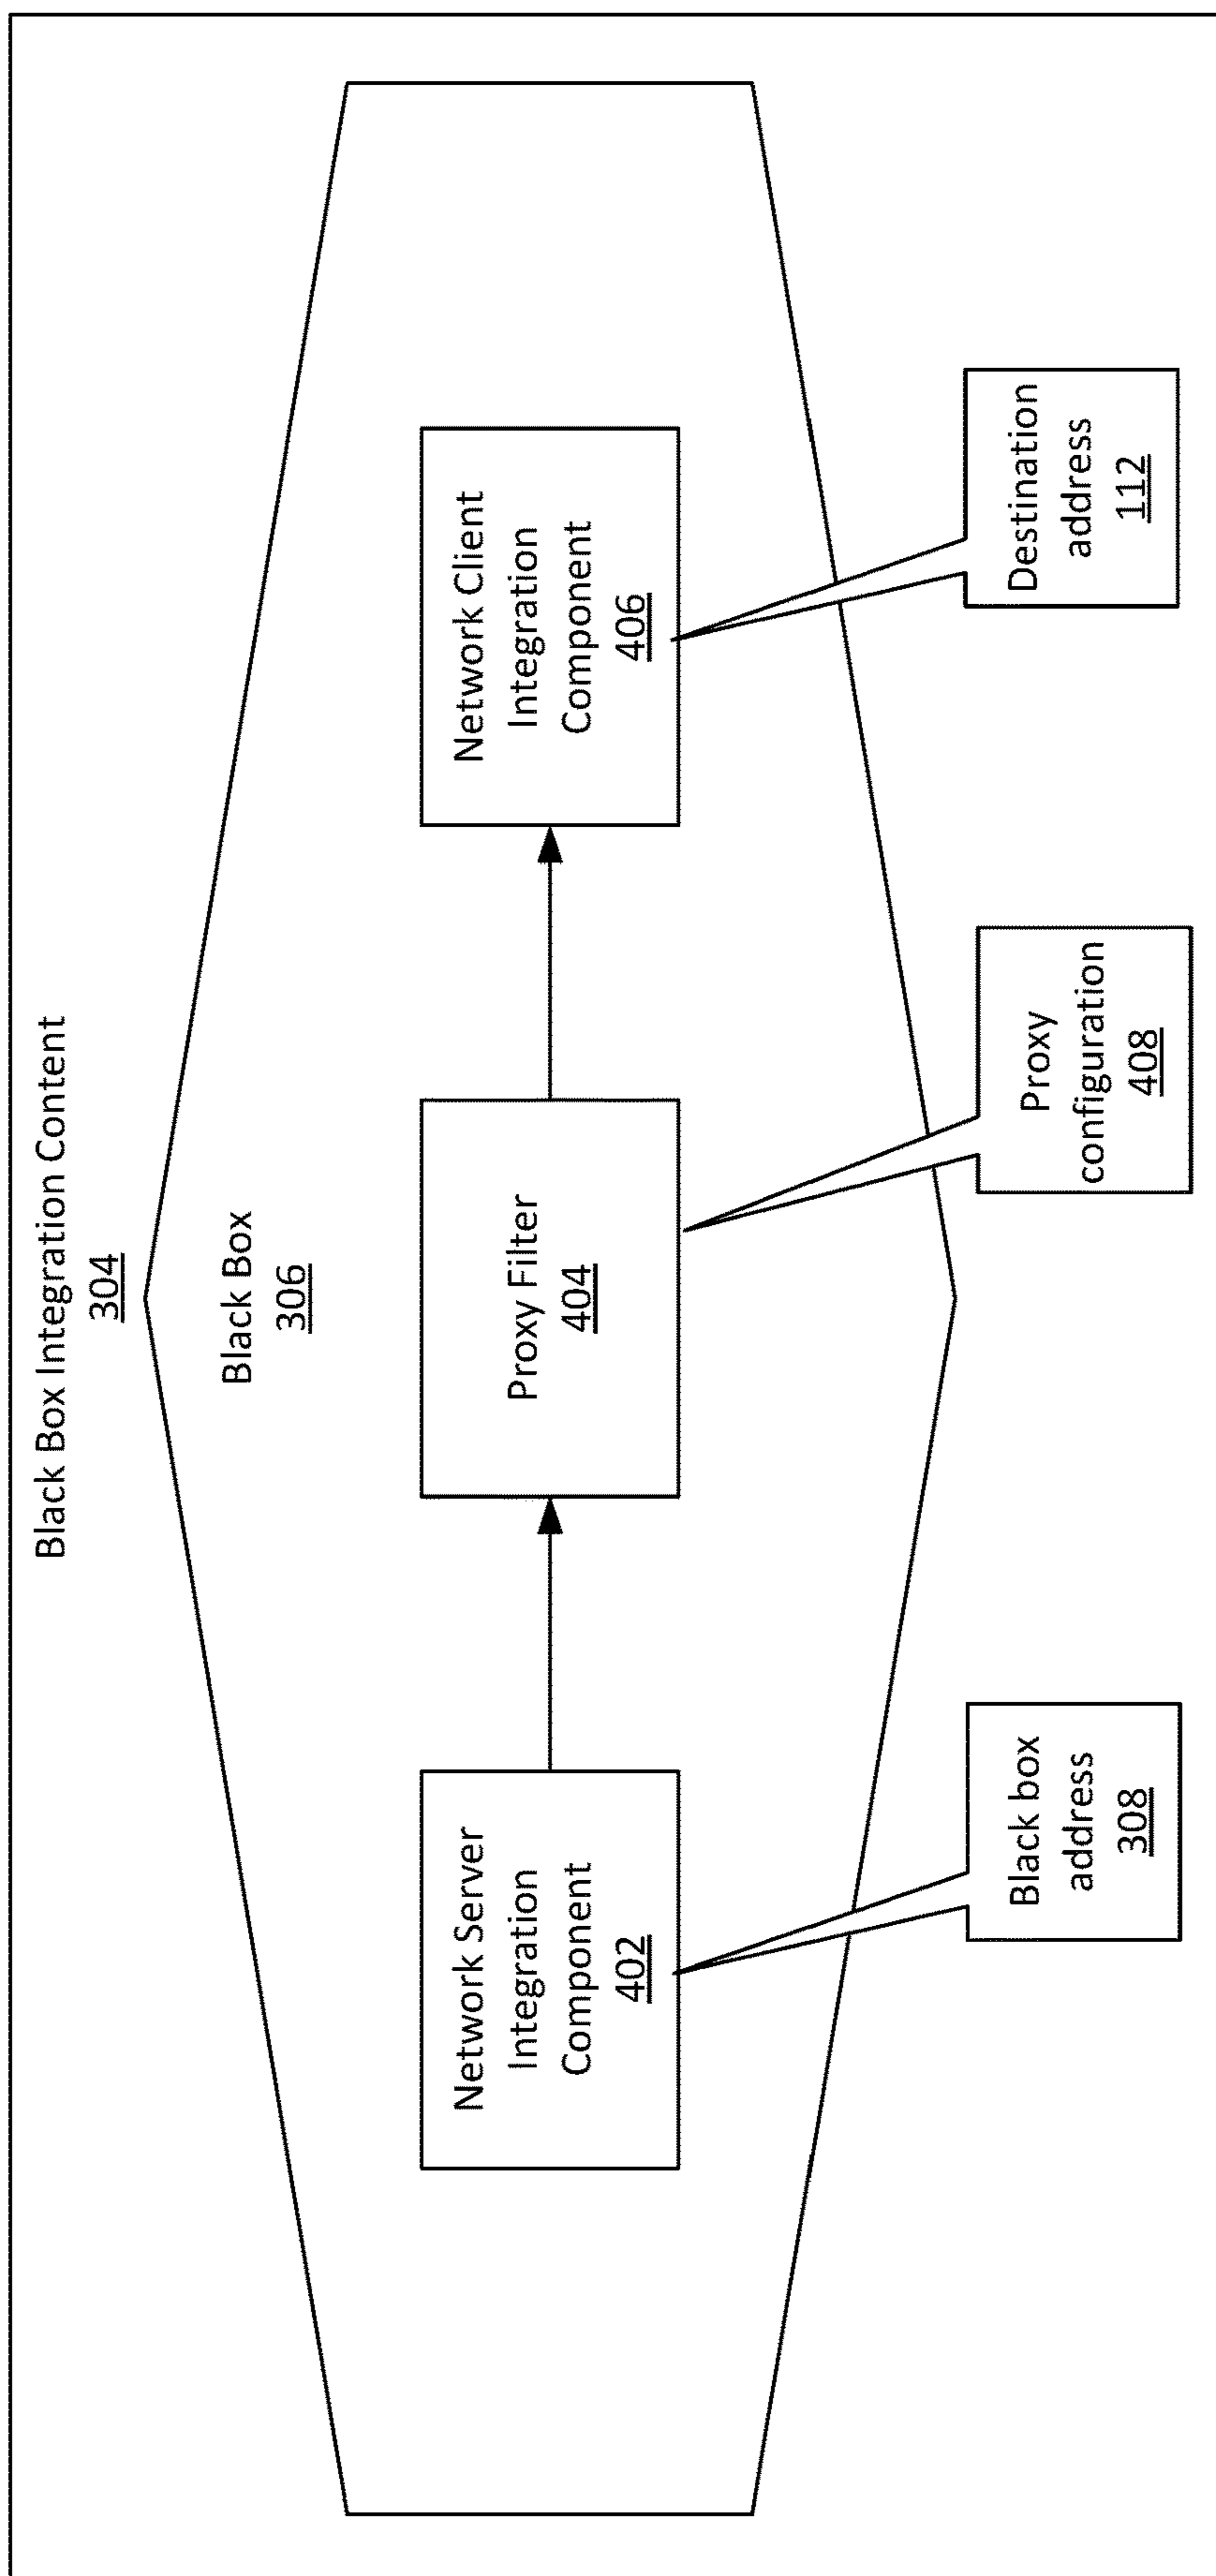 Black Box Integration Content
304
Black Box
306
Network Server
Integration
Component
402
Proxy Filter
404
Network Client
Integration
Component
406
Black box
address
308
Proxy
configuration
408
Destination
address
112